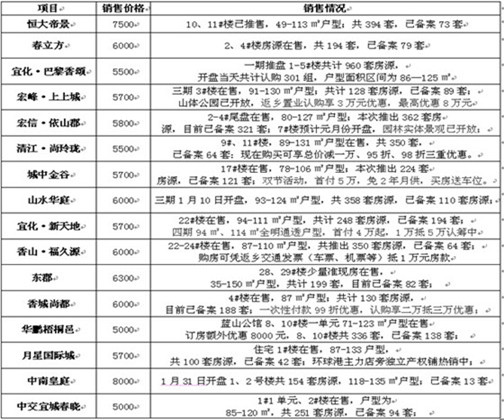 项目 销售价格 销售情况
恒大帝景 7500 10、11#楼已推售，49-113㎡户型；共394套，已备案73套
春立方 6000 2、4#楼房源在售，共194套，已备案79套
宜化·巴黎香颂 5500 一期推盘1-5#楼共计960套房源，
开盘当天共计认购301组，户型面积区间为86—125㎡
宏峰·上上城 5700 三期3#楼在售，91-130㎡户型；共计128套房源，已备案89套；
山体公园已开放，返乡置业认购享3万元优惠，最高优惠8万元
宏信·依山郡 5800 2-4#尾盘在售，80-127㎡户型；本次推出362套房
源，目前已备案321套；7#楼预计元月份开盘，园林实体景观已开放；
清江·尚玲珑 5500 9#、11#楼，89-131㎡户型在售，共350套，
已备案64套；现在购买可享总价减一万、95折、98折三重优惠。
城中金谷 5700 17#楼在售，78-106㎡户型；本次推出224套
房源，已备案121套；双节活动，首付5万，免2年月供，买房送车位。
山水华庭 6000 三期1月10日开盘，93-124㎡户型，共358套房源，已备案110套房源；
宜化·新天地 5700 22#楼在售，94-111㎡户型，共计248套房源，已备案194套；
四期94㎡、114㎡全明通透户型，首付4万起，1万抵5万认筹中
香山·福久源 6000 22-24#楼在售，87-110㎡户型，共推出350套房源，已备案64套；
购房可凭返乡交通发票（车票、机票等）抵1万元房款
东郡 6300 28、29#楼少量准现房在售，
35-150㎡户型，共计199套，目前已备案82套；
香城尚都 6000 4#楼在售，87㎡户型；共计130套房源，
目前已备案188套；一次性付款99折优惠，认购享二万抵三万优惠；
华鹏梧桐邑 5000 蓝山公馆8、10#楼一单元71-123㎡户型在售
订房额外优惠8000元，8、10#楼共336套，已备案138套；
月星国际城 5700 住宅1#楼在售，87-133户型，
共100套房源，已备案42套；环球港主力店旁独立产权铺热销中；
中南皇庭 8000 1月31日开盘1、2号楼共154套房源，118-135㎡户型；已备案13套
中交宜城春晓 5000 1#1单元、2#楼在售，户型为
85-120㎡，共251套房源，已备案94套；